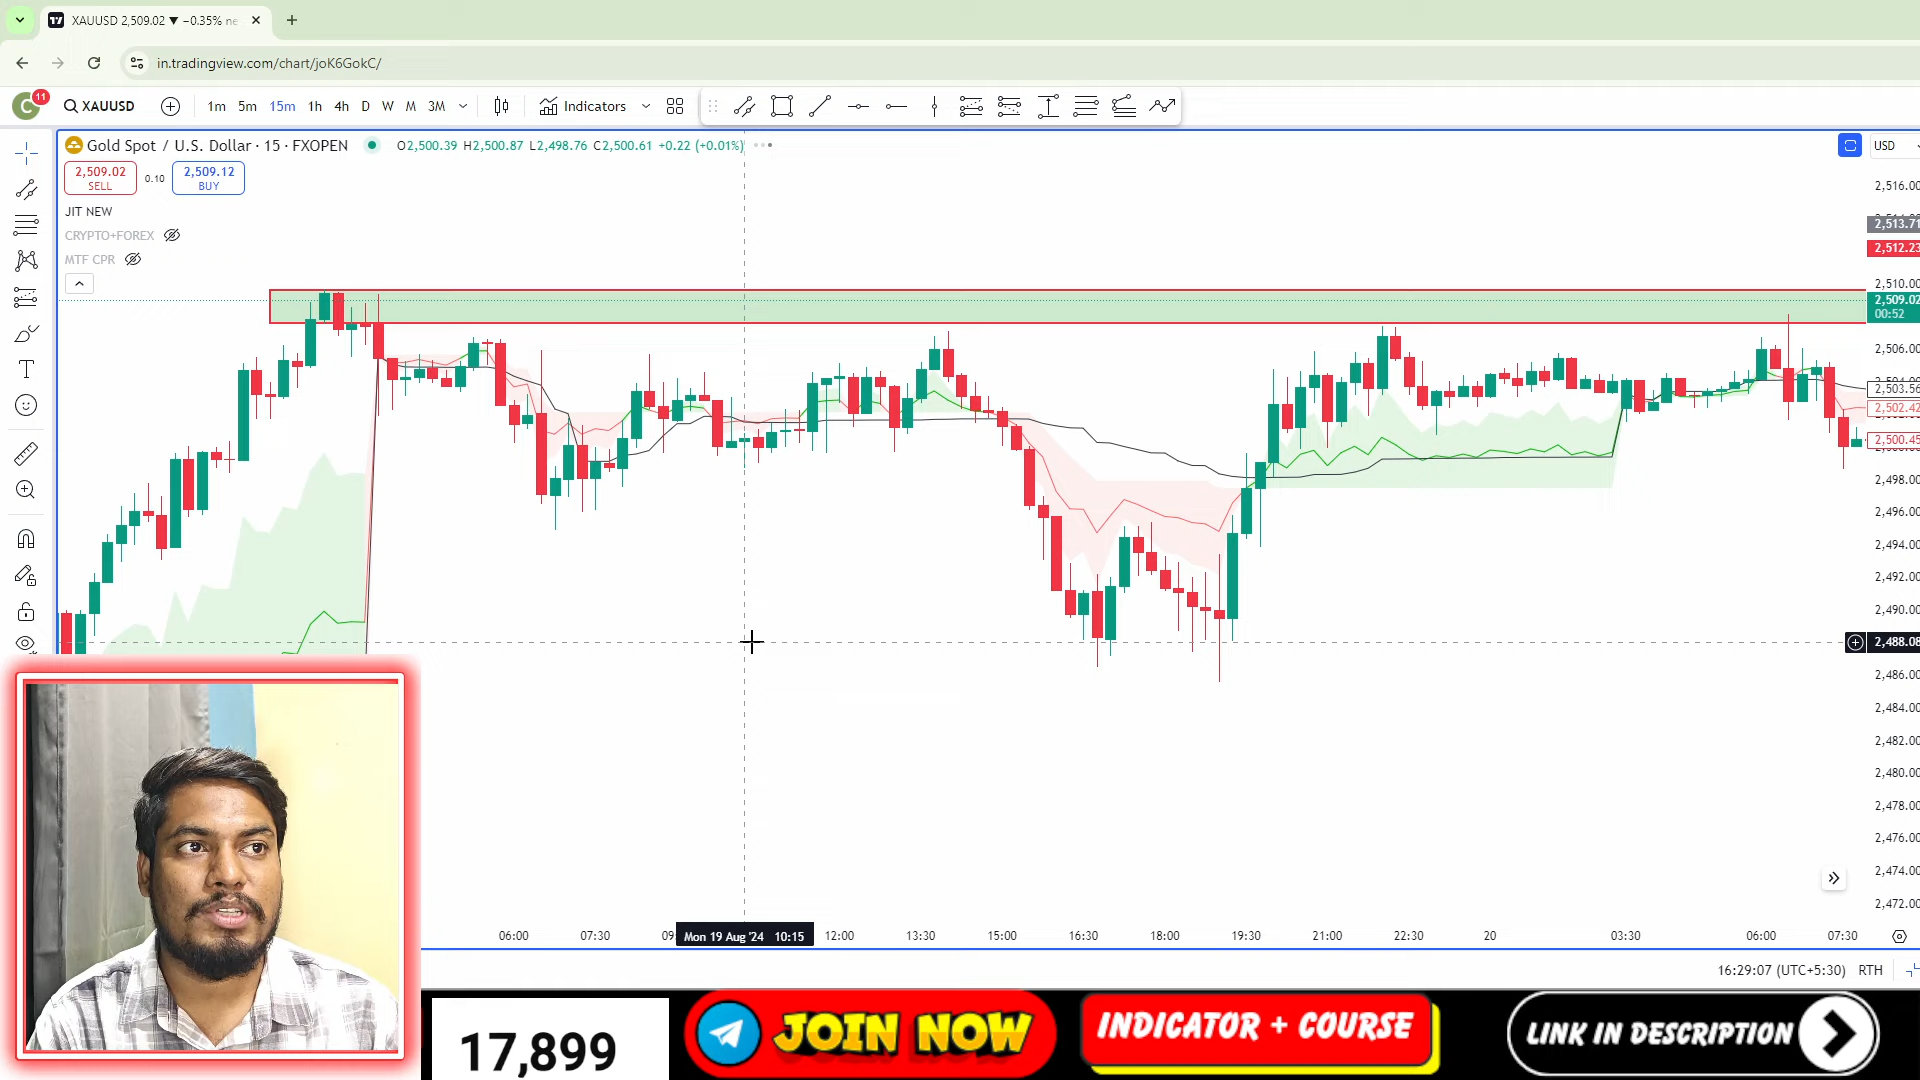 XAUUSD 2,509.02 ▼ −0.35%
in.tradingview.com/chart/joK6GokC/
C 11 XAUUSD 1m 5m 15m 1h 4h D W M 3M Indicators
Gold Spot / U.S. Dollar · 15 · FXOPEN O2,500.39 H2,500.87 L2,498.76 C2,500.61 +0.22 (+0.01%)
USD
2,509.02 SELL
0.10
2,509.12 BUY
JIT NEW
CRYPTO+FOREX
MTF CPR
2,516.00
2,513.71
2,512.23
2,510.00
2,509.02
00:52
2,506.00
2,503.56
2,502.42
2,500.45
2,498.00
2,496.00
2,494.00
2,492.00
2,490.00
2,488.08
2,486.00
2,484.00
2,482.00
2,480.00
2,478.00
2,476.00
2,474.00
2,472.00
06:00 07:30 Mon 19 Aug '24 10:15 12:00 13:30 15:00 16:30 18:00 19:30 21:00 22:30 20 03:30 06:00 07:30
16:29:07 (UTC+5:30) RTH
17,899
JOIN NOW
INDICATOR + COURSE
LINK IN DESCRIPTION